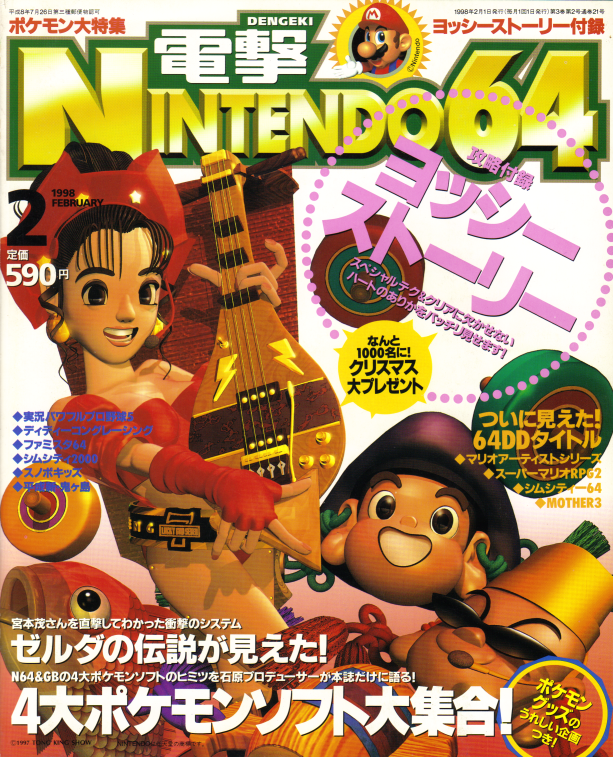 平成8年7月26日第三種郵便物認可
1998年2月1日発行(毎月1回1日発行)第3巻第2号通巻21号
ポケモン大特集
ヨッシーストーリー付録
DENGEKI
電撃
©Nintendo
NINTENDO64
2
1998
FEBRUARY
定価
590円
攻略付録
ヨッシー
ストーリー
スペシャルテク&クリアに欠かせない
ハートのありかをバッチリ見せます!
なんと
1000名に!
クリスマス
大プレゼント
◆実況パワフルプロ野球5
◆ディディーコングレーシング
◆ファミスタ64
◆シムシティ2000
◆スノボキッズ
ついに見えた!
64DDタイトル
◆マリオアーティストシリーズ
◆スーパーマリオRPG2
◆シムシティー64
◆MOTHER3
宮本茂さんを直撃してわかった衝撃のシステム
ゼルダの伝説が見えた!
N64&GBの4大ポケモンソフトのヒミツを石原プロデューサーが本誌だけに語る!
4大ポケモンソフト大集合!
ポケモン
グッズの
うれしい企画
つき!
©1997 TONG KING SHOW